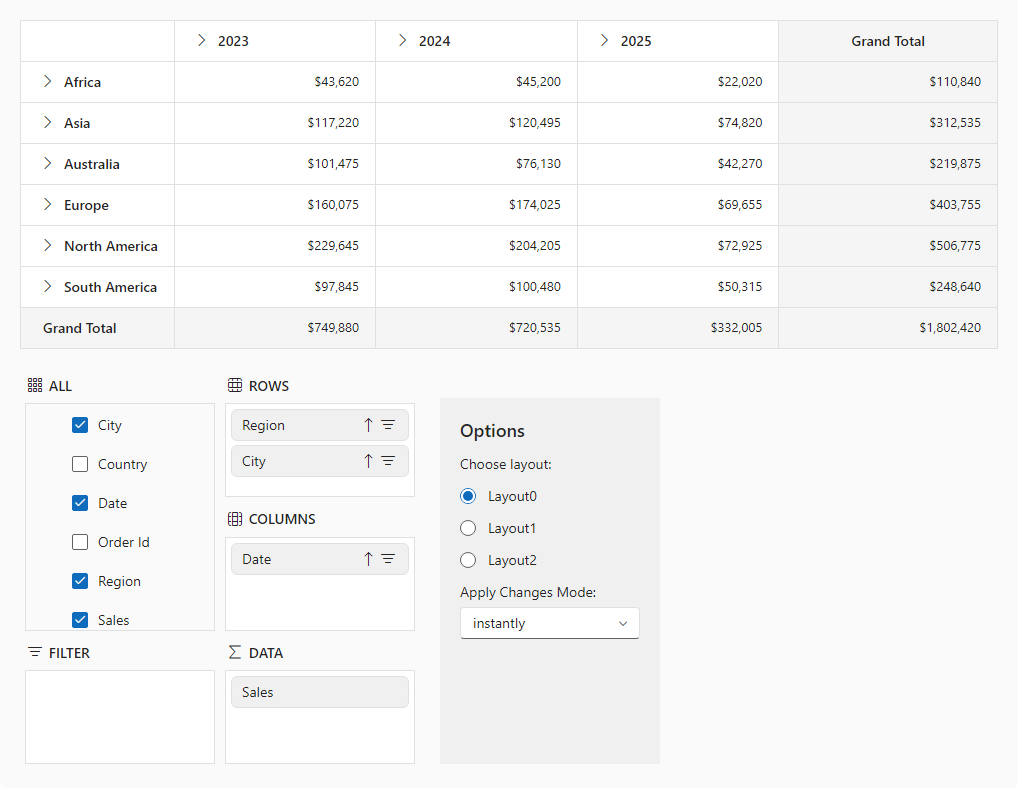 2023 2024 2025 Grand Total
Africa $43,620 $45,200 $22,020 $110,840
Asia $117,220 $120,495 $74,820 $312,535
Australia $101,475 $76,130 $42,270 $219,875
Europe $160,075 $174,025 $69,655 $403,755
North America $229,645 $204,205 $72,925 $506,775
South America $97,845 $100,480 $50,315 $248,640
Grand Total $749,880 $720,535 $332,005 $1,802,420
ALL
City
Country
Date
Order Id
Region
Sales
FILTER
ROWS
Region
City
COLUMNS
Date
DATA
Sales
Options
Choose layout:
Layout0
Layout1
Layout2
Apply Changes Mode:
instantly